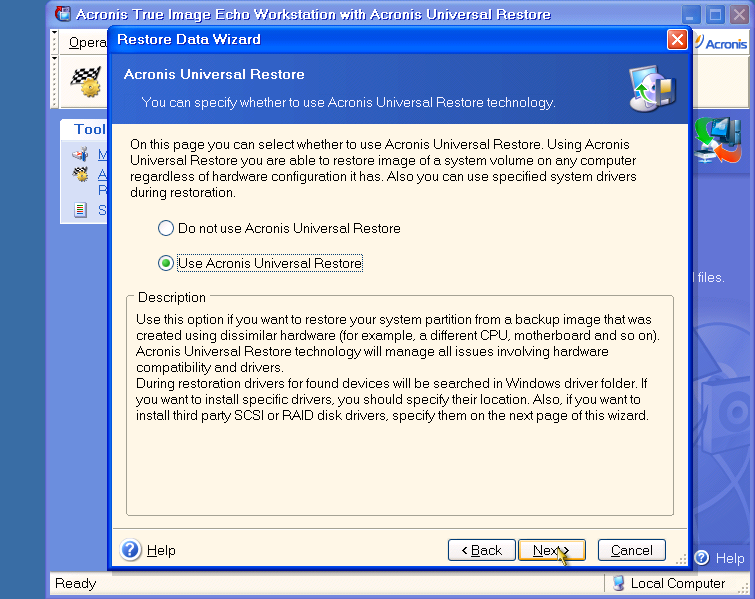 Acronis True Image Echo Workstation with Acronis Universal Restore
Opera
Acronis
Tool
M
A
R
S
l files.
Restore Data Wizard
Acronis Universal Restore
You can specify whether to use Acronis Universal Restore technology.
On this page you can select whether to use Acronis Universal Restore. Using Acronis
Universal Restore you are able to restore image of a system volume on any computer
regardless of hardware configuration it has. Also you can use specified system drivers
during restoration.
Do not use Acronis Universal Restore
Use Acronis Universal Restore
Description
Use this option if you want to restore your system partition from a backup image that was
created using dissimilar hardware (for example, a different CPU, motherboard and so on).
Acronis Universal Restore technology will manage all issues involving hardware
compatibility and drivers.
During restoration drivers for found devices will be searched in Windows driver folder. If
you want to install specific drivers, you should specify their location. Also, if you want to
install third party SCSI or RAID disk drivers, specify them on the next page of this wizard.
Help
< Back
Next >
Cancel
Help
Ready
Local Computer